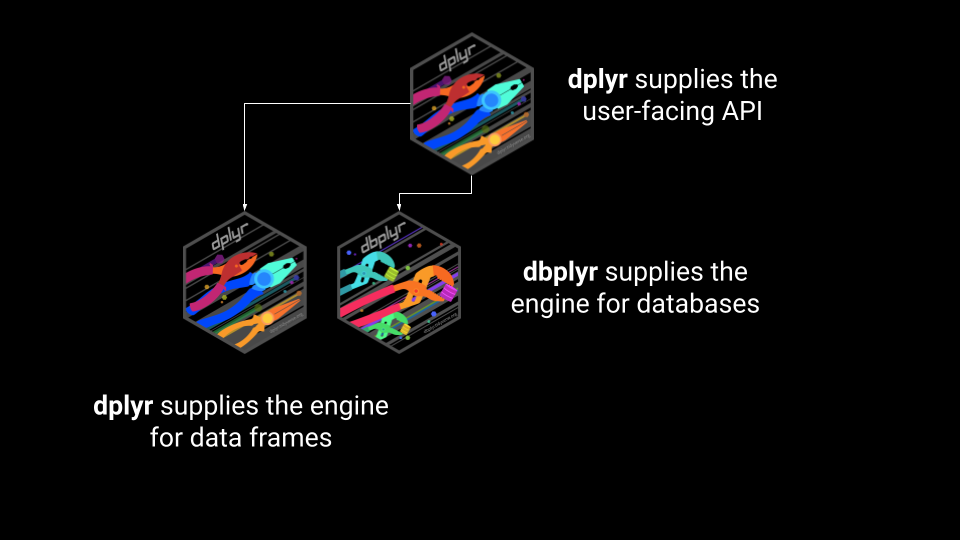 dplyr
dplyr supplies the
user-facing API
dplyr
dbplyr
dbplyr supplies the
engine for databases
dplyr supplies the engine
for data frames